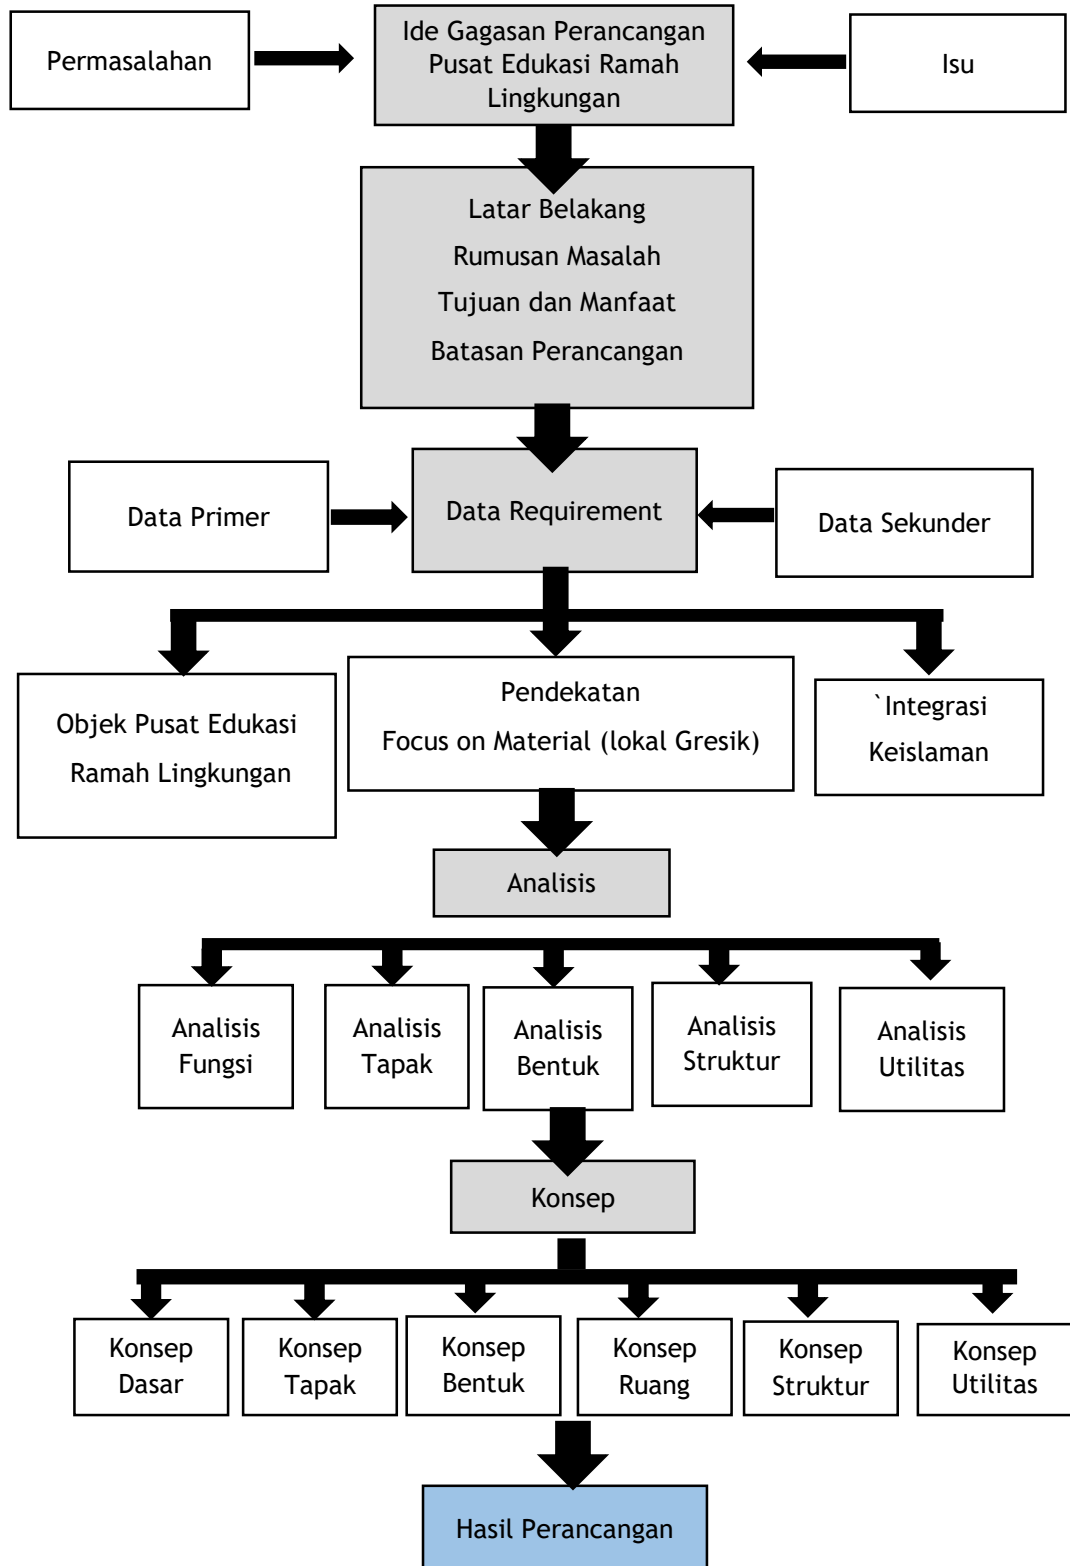 Permasalahan
Ide Gagasan Perancangan
Pusat Edukasi Ramah
Lingkungan
Isu
Latar Belakang
Rumusan Masalah
Tujuan dan Manfaat
Batasan Perancangan
Data Primer
Data Requirement
Data Sekunder
Objek Pusat Edukasi
Ramah Lingkungan
Pendekatan
Focus on Material (lokal Gresik)
`Integrasi
Keislaman
Analisis
Analisis
Fungsi
Analisis
Tapak
Analisis
Bentuk
Analisis
Struktur
Analisis
Utilitas
Konsep
Konsep
Dasar
Konsep
Tapak
Konsep
Bentuk
Konsep
Ruang
Konsep
Struktur
Konsep
Utilitas
Hasil Perancangan